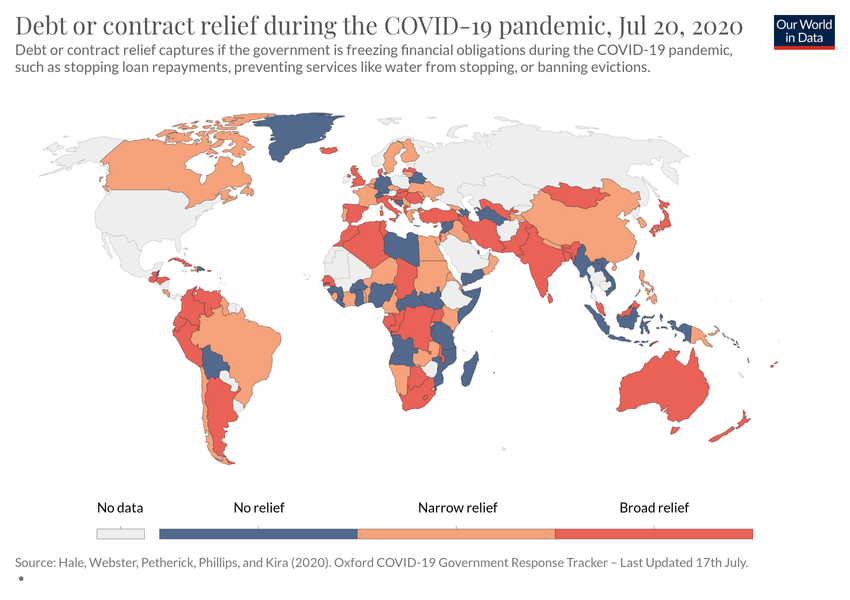 Debt or contract relief during the COVID-19 pandemic, Jul 20, 2020
Our World
in Data
Debt or contract relief captures if the government is freezing financial obligations during the COVID-19 pandemic,
such as stopping loan repayments, preventing services like water from stopping, or banning evictions.
No data
No relief
Narrow relief
Broad relief
Source: Hale, Webster, Petherick, Phillips, and Kira (2020). Oxford COVID-19 Government Response Tracker – Last Updated 17th July.
•